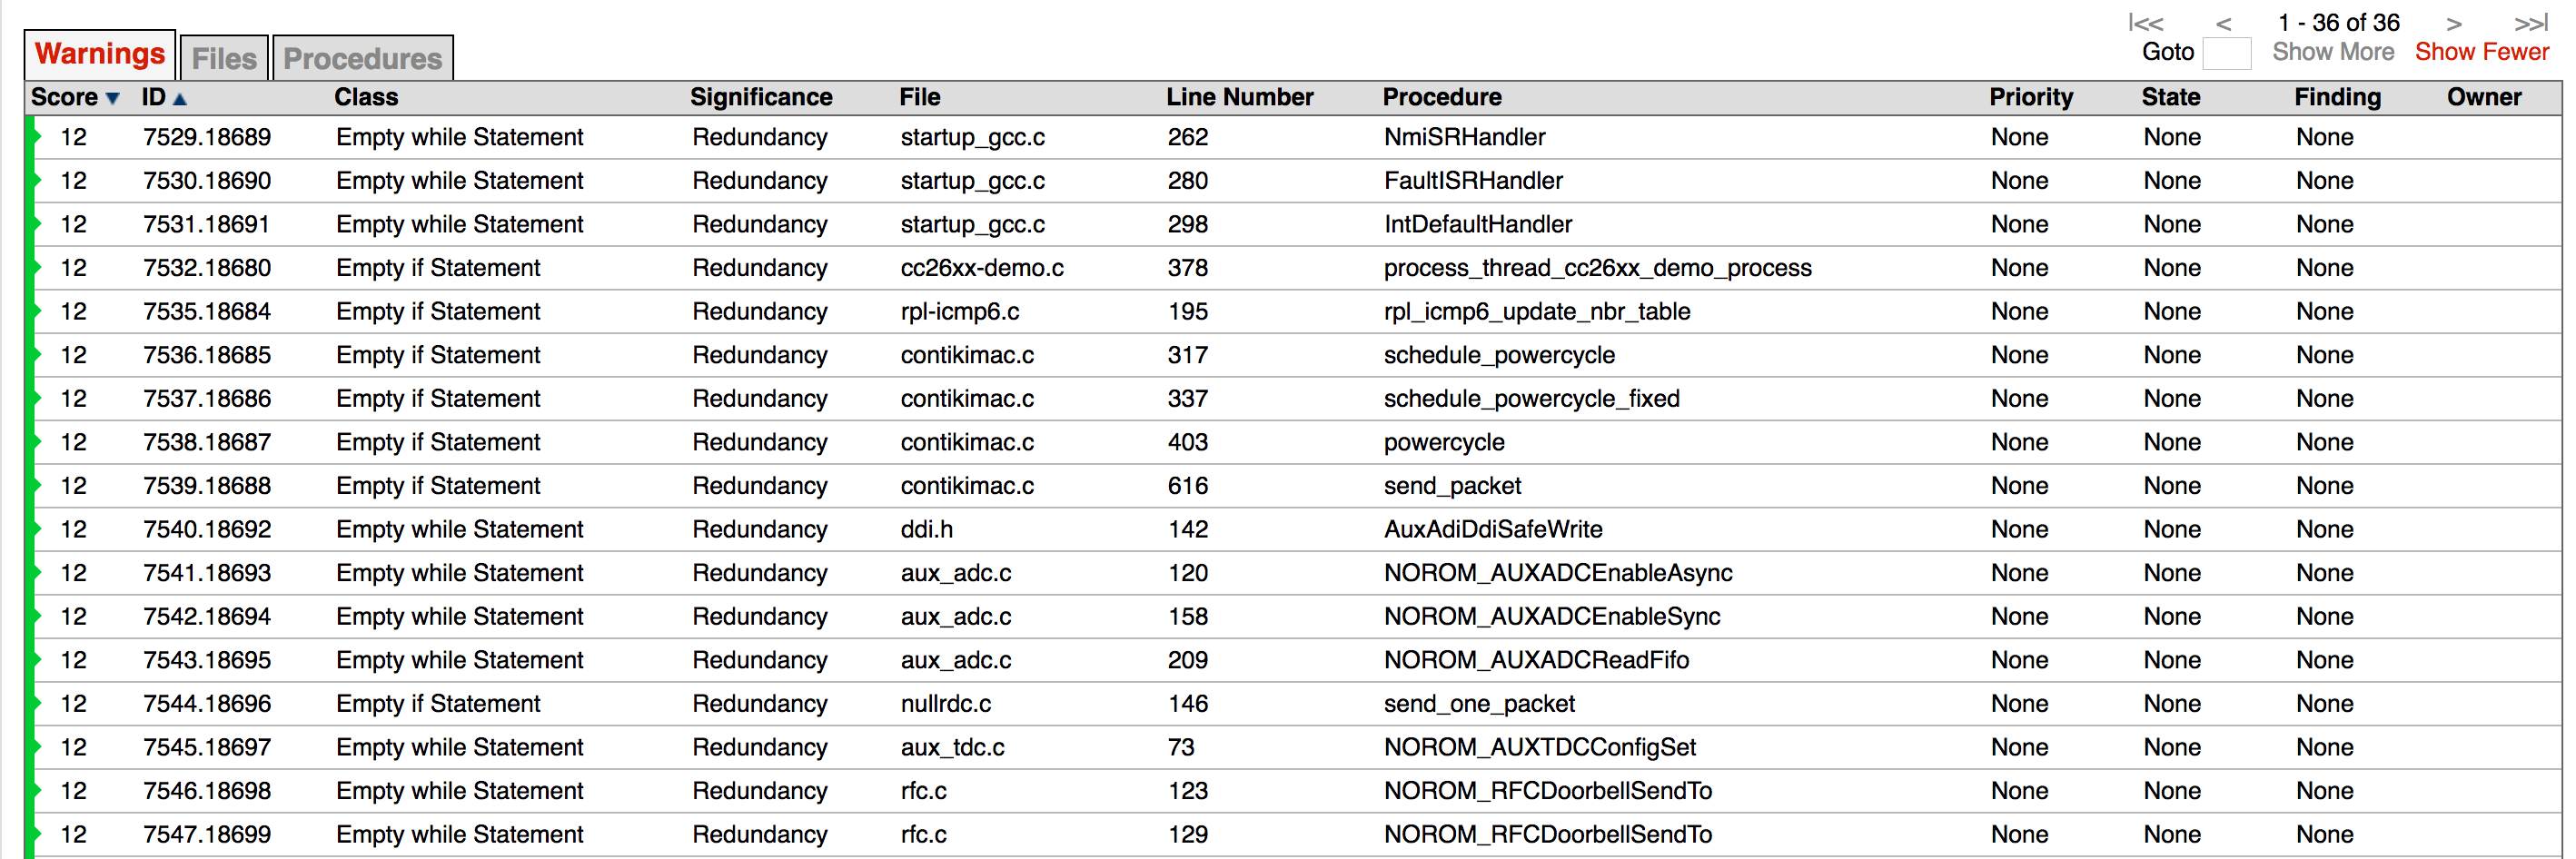 |<< < 1 - 36 of 36 > >>|
Warnings Files Procedures Goto Show More Show Fewer
Score ▼ ID ▲ Class Significance File Line Number Procedure Priority State Finding Owner
12 7529.18689 Empty while Statement Redundancy startup_gcc.c 262 NmiSRHandler None None None
12 7530.18690 Empty while Statement Redundancy startup_gcc.c 280 FaultISRHandler None None None
12 7531.18691 Empty while Statement Redundancy startup_gcc.c 298 IntDefaultHandler None None None
12 7532.18680 Empty if Statement Redundancy cc26xx-demo.c 378 process_thread_cc26xx_demo_process None None None
12 7535.18684 Empty if Statement Redundancy rpl-icmp6.c 195 rpl_icmp6_update_nbr_table None None None
12 7536.18685 Empty if Statement Redundancy contikimac.c 317 schedule_powercycle None None None
12 7537.18686 Empty if Statement Redundancy contikimac.c 337 schedule_powercycle_fixed None None None
12 7538.18687 Empty if Statement Redundancy contikimac.c 403 powercycle None None None
12 7539.18688 Empty if Statement Redundancy contikimac.c 616 send_packet None None None
12 7540.18692 Empty while Statement Redundancy ddi.h 142 AuxAdiDdiSafeWrite None None None
12 7541.18693 Empty while Statement Redundancy aux_adc.c 120 NOROM_AUXADCEnableAsync None None None
12 7542.18694 Empty while Statement Redundancy aux_adc.c 158 NOROM_AUXADCEnableSync None None None
12 7543.18695 Empty while Statement Redundancy aux_adc.c 209 NOROM_AUXADCReadFifo None None None
12 7544.18696 Empty if Statement Redundancy nullrdc.c 146 send_one_packet None None None
12 7545.18697 Empty while Statement Redundancy aux_tdc.c 73 NOROM_AUXTDCConfigSet None None None
12 7546.18698 Empty while Statement Redundancy rfc.c 123 NOROM_RFCDoorbellSendTo None None None
12 7547.18699 Empty while Statement Redundancy rfc.c 129 NOROM_RFCDoorbellSendTo None None None